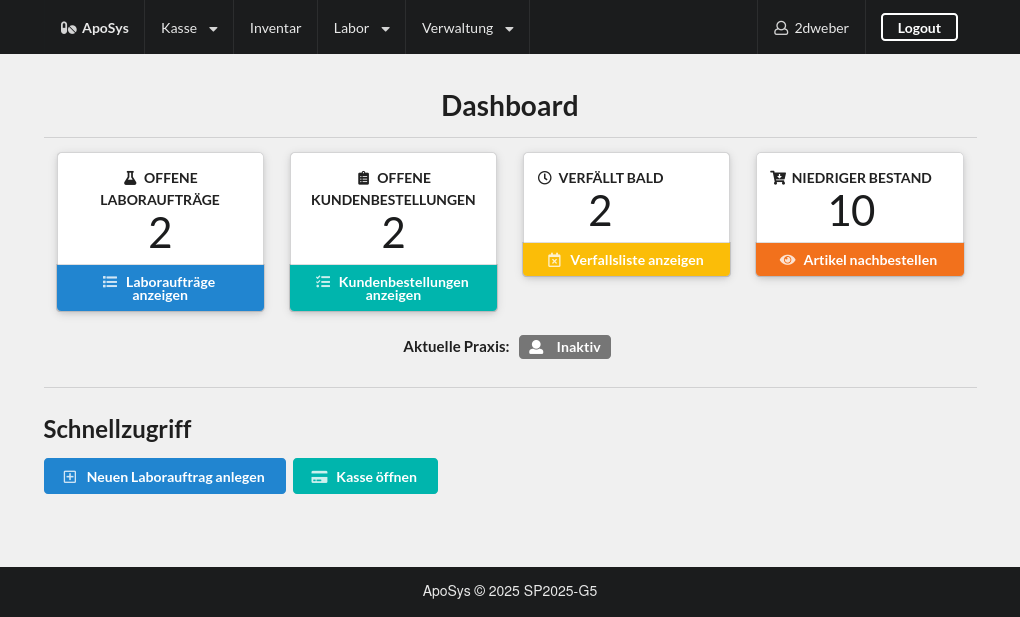 ApoSys Kasse Inventar Labor Verwaltung 2dweber Logout
Dashboard
OFFENE
LABORAUFTRÄGE
2
Laboraufträge
anzeigen
OFFENE
KUNDENBESTELLUNGEN
2
Kundenbestellungen
anzeigen
VERFÄLLT BALD
2
Verfallsliste anzeigen
NIEDRIGER BESTAND
10
Artikel nachbestellen
Aktuelle Praxis: Inaktiv
Schnellzugriff
Neuen Laborauftrag anlegen Kasse öffnen
ApoSys © 2025 SP2025-G5